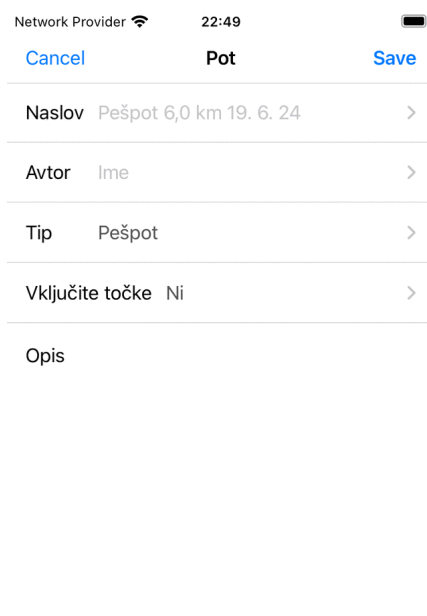 Network Provider 22:49
Cancel Pot Save
Naslov Pešpot 6,0 km 19. 6. 24
Avtor Ime
Tip Pešpot
Vključite točke Ni
Opis